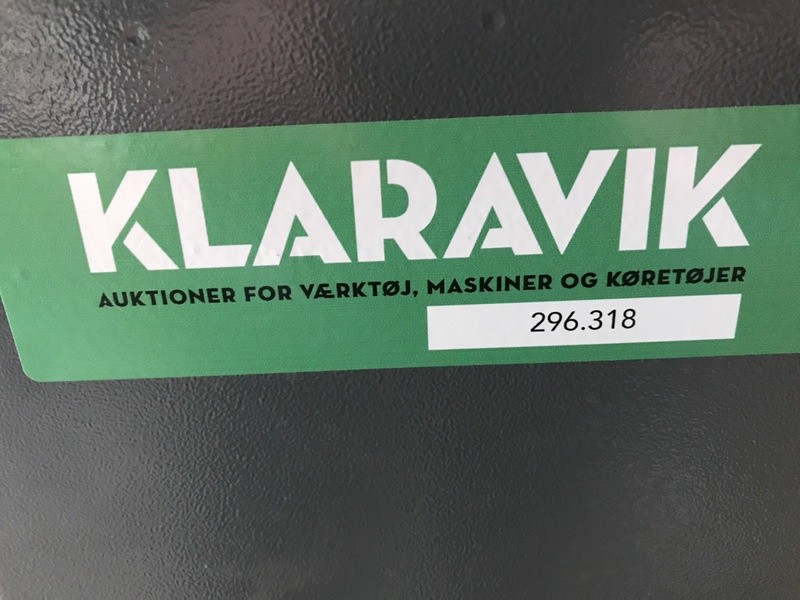 KLARAVIK
AUKTIONER FOR VÆRKTØJ, MASKINER OG KØRETØJER
296.318